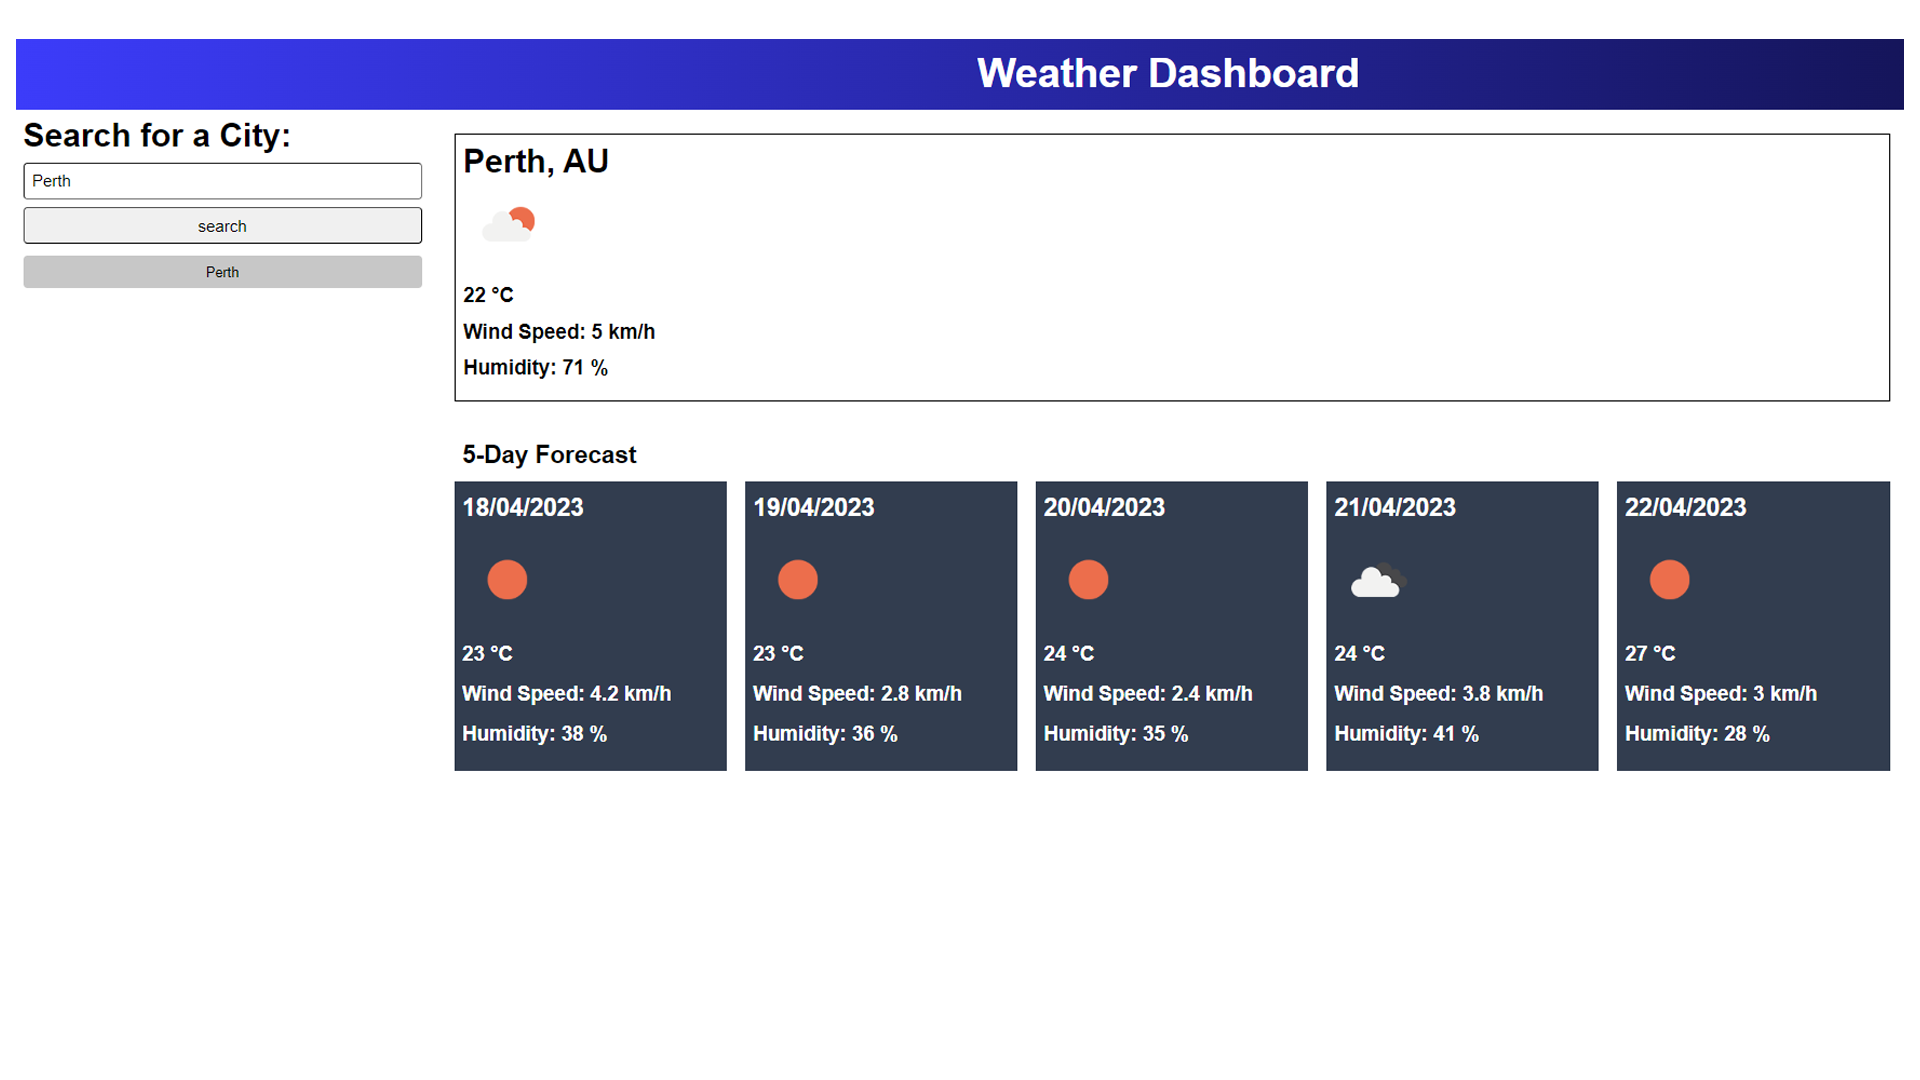 Weather Dashboard
Search for a City:
Perth
search
Perth
Perth, AU
22 °C
Wind Speed: 5 km/h
Humidity: 71 %
5-Day Forecast
18/04/2023
23 °C
Wind Speed: 4.2 km/h
Humidity: 38 %
19/04/2023
23 °C
Wind Speed: 2.8 km/h
Humidity: 36 %
20/04/2023
24 °C
Wind Speed: 2.4 km/h
Humidity: 35 %
21/04/2023
24 °C
Wind Speed: 3.8 km/h
Humidity: 41 %
22/04/2023
27 °C
Wind Speed: 3 km/h
Humidity: 28 %